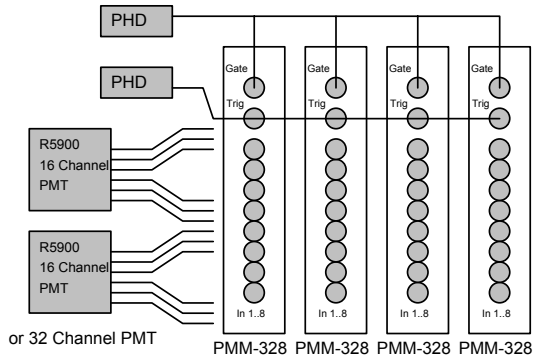 PHD
PHD
Gate Gate Gate Gate
Trig Trig Trig Trig
R5900
16 Channel
PMT
R5900
16 Channel
PMT
In 1..8 In 1..8 In 1..8 In 1..8
or 32 Channel PMT
PMM-328 PMM-328 PMM-328 PMM-328